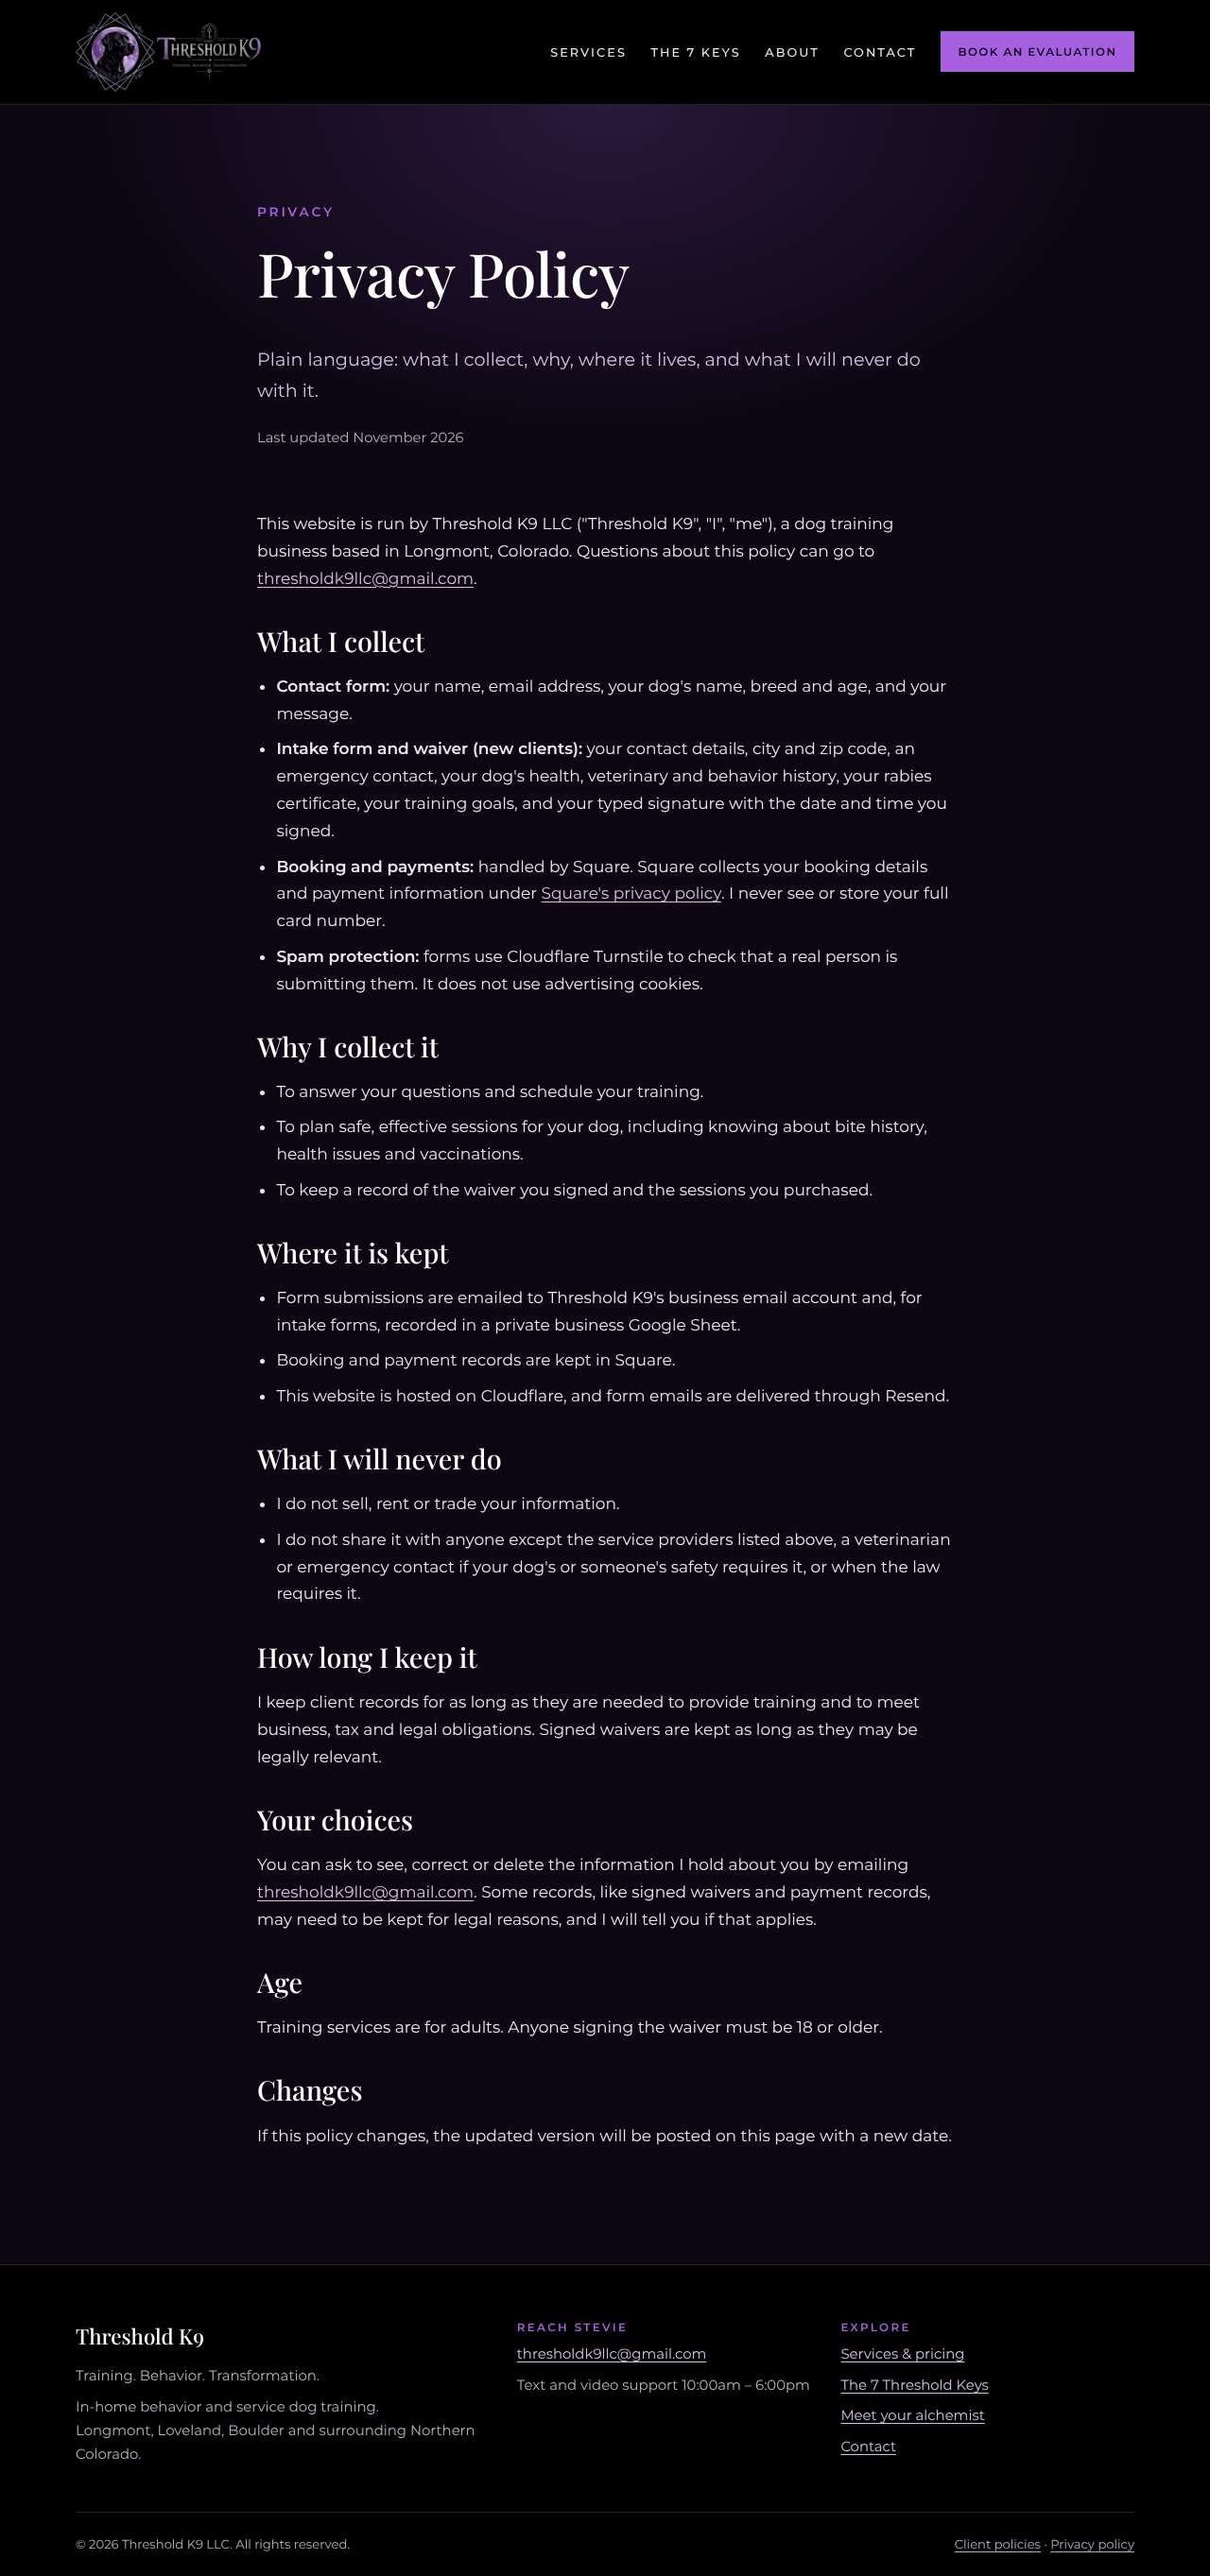 THRESHOLD K9
SERVICES
THE 7 KEYS
ABOUT
CONTACT
BOOK AN EVALUATION
PRIVACY
Privacy Policy
Plain language: what I collect, why, where it lives, and what I will never do
with it.
Last updated November 2026
This website is run by Threshold K9 LLC ("Threshold K9", "I", "me"), a dog training
business based in Longmont, Colorado. Questions about this policy can go to
thresholdk9llc@gmail.com.
What I collect
• Contact form: your name, email address, your dog's name, breed and age, and your
message.
• Intake form and waiver (new clients): your contact details, city and zip code, an
emergency contact, your dog's health, veterinary and behavior history, your rabies
certificate, your training goals, and your typed signature with the date and time you
signed.
• Booking and payments: handled by Square. Square collects your booking details
and payment information under Square's privacy policy. I never see or store your full
card number.
• Spam protection: forms use Cloudflare Turnstile to check that a real person is
submitting them. It does not use advertising cookies.
Why I collect it
• To answer your questions and schedule your training.
• To plan safe, effective sessions for your dog, including knowing about bite history,
health issues and vaccinations.
• To keep a record of the waiver you signed and the sessions you purchased.
Where it is kept
• Form submissions are emailed to Threshold K9's business email account and, for
intake forms, recorded in a private business Google Sheet.
• Booking and payment records are kept in Square.
• This website is hosted on Cloudflare, and form emails are delivered through Resend.
What I will never do
• I do not sell, rent or trade your information.
• I do not share it with anyone except the service providers listed above, a veterinarian
or emergency contact if your dog's or someone's safety requires it, or when the law
requires it.
How long I keep it
I keep client records for as long as they are needed to provide training and to meet
business, tax and legal obligations. Signed waivers are kept as long as they may be
legally relevant.
Your choices
You can ask to see, correct or delete the information I hold about you by emailing
thresholdk9llc@gmail.com. Some records, like signed waivers and payment records,
may need to be kept for legal reasons, and I will tell you if that applies.
Age
Training services are for adults. Anyone signing the waiver must be 18 or older.
Changes
If this policy changes, the updated version will be posted on this page with a new date.
Threshold K9
Training. Behavior. Transformation.
In-home behavior and service dog training.
Longmont, Loveland, Boulder and surrounding Northern
Colorado.
REACH STEVIE
thresholdk9llc@gmail.com
Text and video support 10:00am – 6:00pm
EXPLORE
Services & pricing
The 7 Threshold Keys
Meet your alchemist
Contact
© 2026 Threshold K9 LLC. All rights reserved.
Client policies · Privacy policy